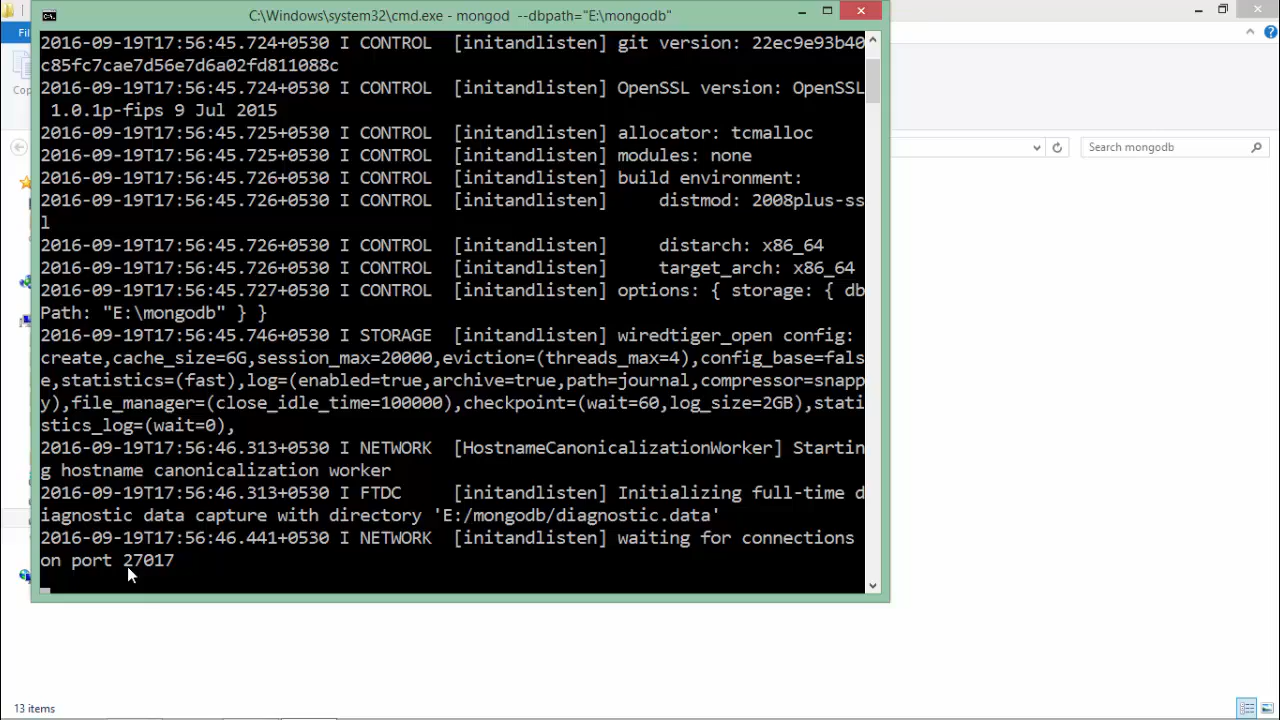 C:\Windows\system32\cmd.exe - mongod  --dbpath="E:\mongodb"
Fil
Cop
Search mongodb
2016-09-19T17:56:45.724+0530 I CONTROL  [initandlisten] git version: 22ec9e93b40
c85fc7cae7d56e7d6a02fd811088c
2016-09-19T17:56:45.724+0530 I CONTROL  [initandlisten] OpenSSL version: OpenSSL
 1.0.1p-fips 9 Jul 2015
2016-09-19T17:56:45.725+0530 I CONTROL  [initandlisten] allocator: tcmalloc
2016-09-19T17:56:45.725+0530 I CONTROL  [initandlisten] modules: none
2016-09-19T17:56:45.726+0530 I CONTROL  [initandlisten] build environment:
2016-09-19T17:56:45.726+0530 I CONTROL  [initandlisten]     distmod: 2008plus-ss
l
2016-09-19T17:56:45.726+0530 I CONTROL  [initandlisten]     distarch: x86_64
2016-09-19T17:56:45.726+0530 I CONTROL  [initandlisten]     target_arch: x86_64
2016-09-19T17:56:45.727+0530 I CONTROL  [initandlisten] options: { storage: { db
Path: "E:\mongodb" } }
2016-09-19T17:56:45.746+0530 I STORAGE  [initandlisten] wiredtiger_open config:
create,cache_size=6G,session_max=20000,eviction=(threads_max=4),config_base=fals
e,statistics=(fast),log=(enabled=true,archive=true,path=journal,compressor=snapp
y),file_manager=(close_idle_time=100000),checkpoint=(wait=60,log_size=2GB),stati
stics_log=(wait=0),
2016-09-19T17:56:46.313+0530 I NETWORK  [HostnameCanonicalizationWorker] Startin
g hostname canonicalization worker
2016-09-19T17:56:46.313+0530 I FTDC     [initandlisten] Initializing full-time d
iagnostic data capture with directory 'E:/mongodb/diagnostic.data'
2016-09-19T17:56:46.441+0530 I NETWORK  [initandlisten] waiting for connections
on port 27017
13 items